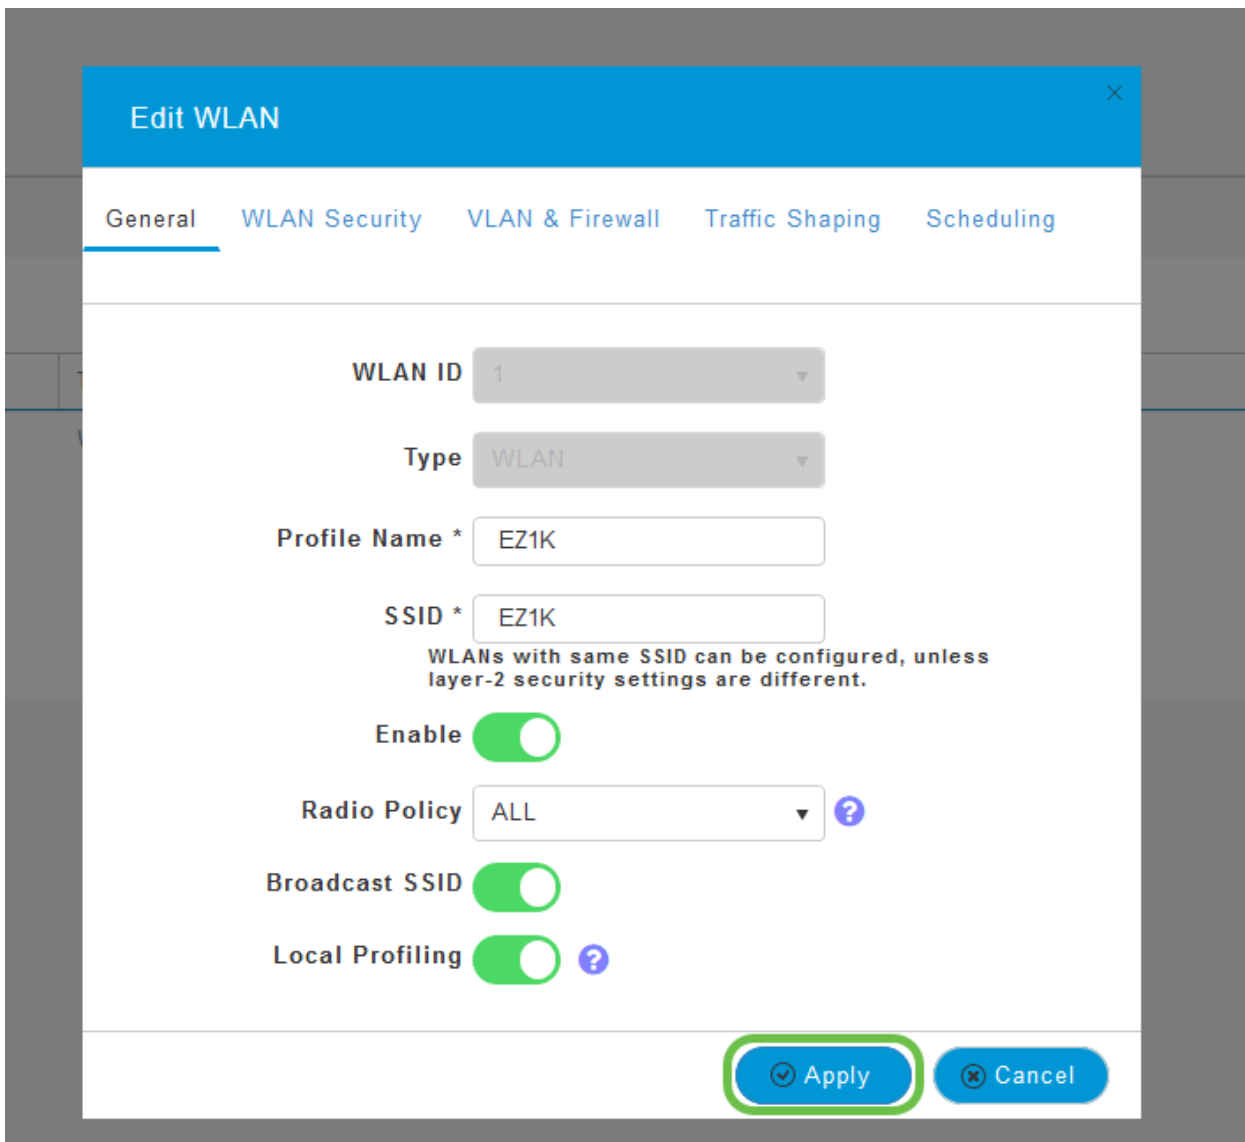 Edit WLAN
General WLAN Security VLAN & Firewall Traffic Shaping Scheduling
WLAN ID 1
Type WLAN
Profile Name * EZ1K
SSID * EZ1K
WLANs with same SSID can be configured, unless
layer-2 security settings are different.
Enable
Radio Policy ALL ?
Broadcast SSID
Local Profiling ?
Apply Cancel